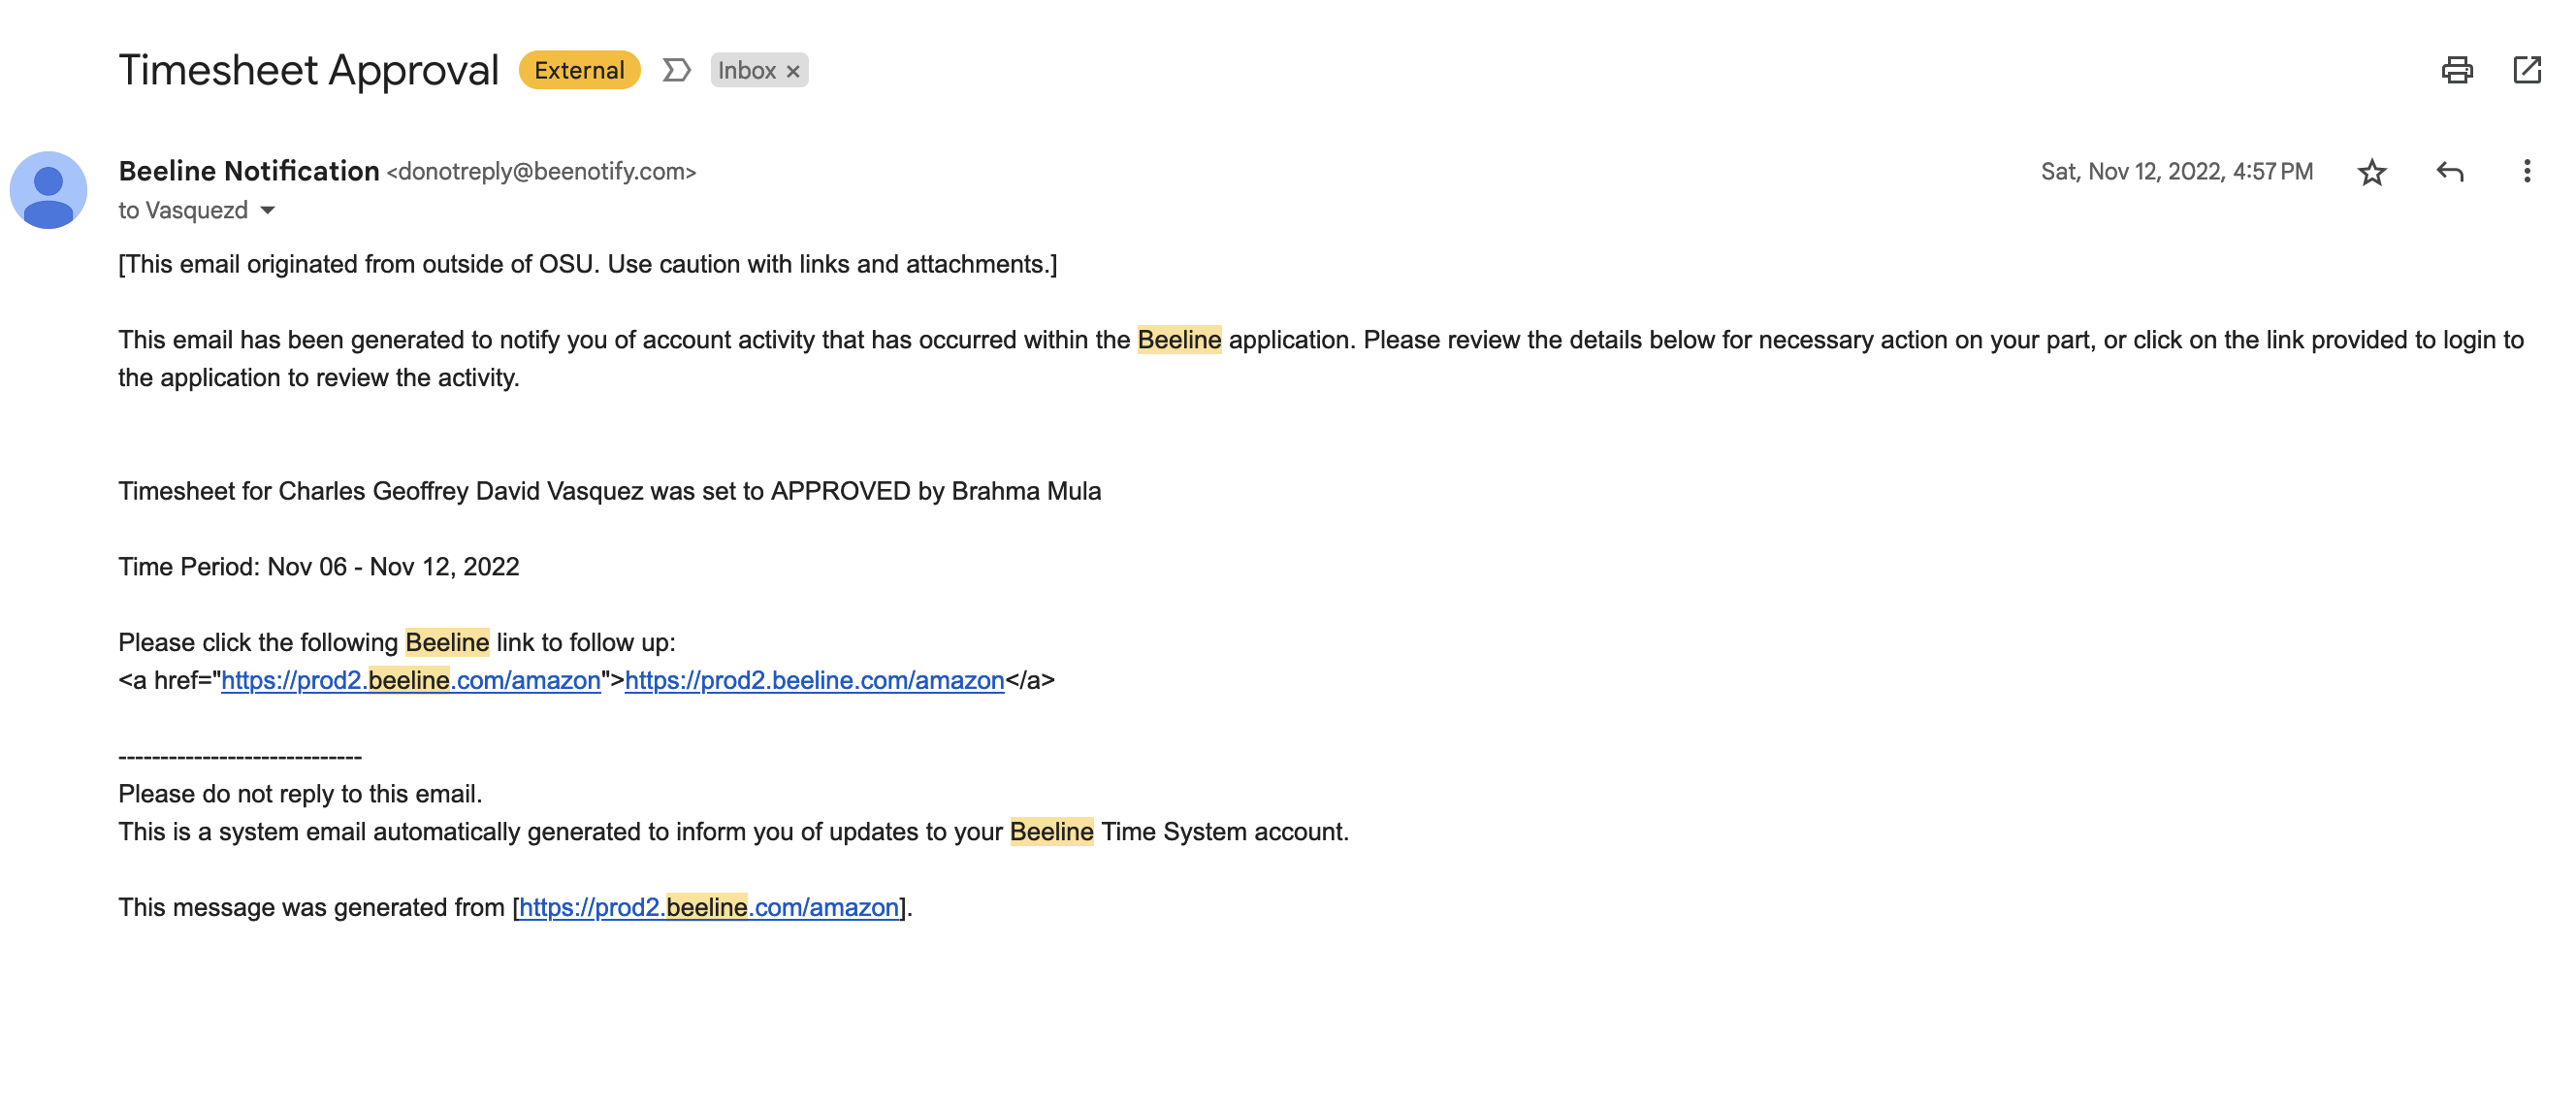 Timesheet Approval External Inbox ×
Beeline Notification <donotreply@beenotify.com> Sat, Nov 12, 2022, 4:57 PM
to Vasquezd
[This email originated from outside of OSU. Use caution with links and attachments.]
This email has been generated to notify you of account activity that has occurred within the Beeline application. Please review the details below for necessary action on your part, or click on the link provided to login to
the application to review the activity.
Timesheet for Charles Geoffrey David Vasquez was set to APPROVED by Brahma Mula
Time Period: Nov 06 - Nov 12, 2022
Please click the following Beeline link to follow up:
<a href="https://prod2.beeline.com/amazon">https://prod2.beeline.com/amazon</a>
-----------------------------
Please do not reply to this email.
This is a system email automatically generated to inform you of updates to your Beeline Time System account.
This message was generated from [https://prod2.beeline.com/amazon].